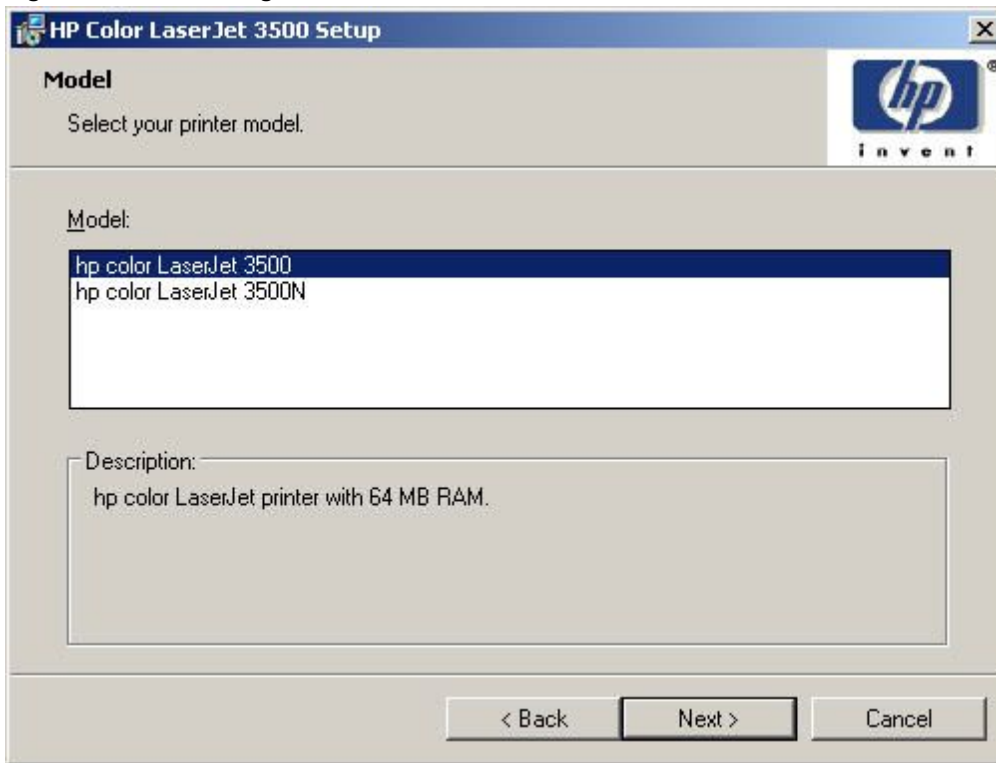 HP Color LaserJet 3500 Setup
Model
Select your printer model.
hp
®
invent
Model:
hp color LaserJet 3500
hp color LaserJet 3500N
Description:
hp color LaserJet printer with 64 MB RAM.
< Back
Next >
Cancel